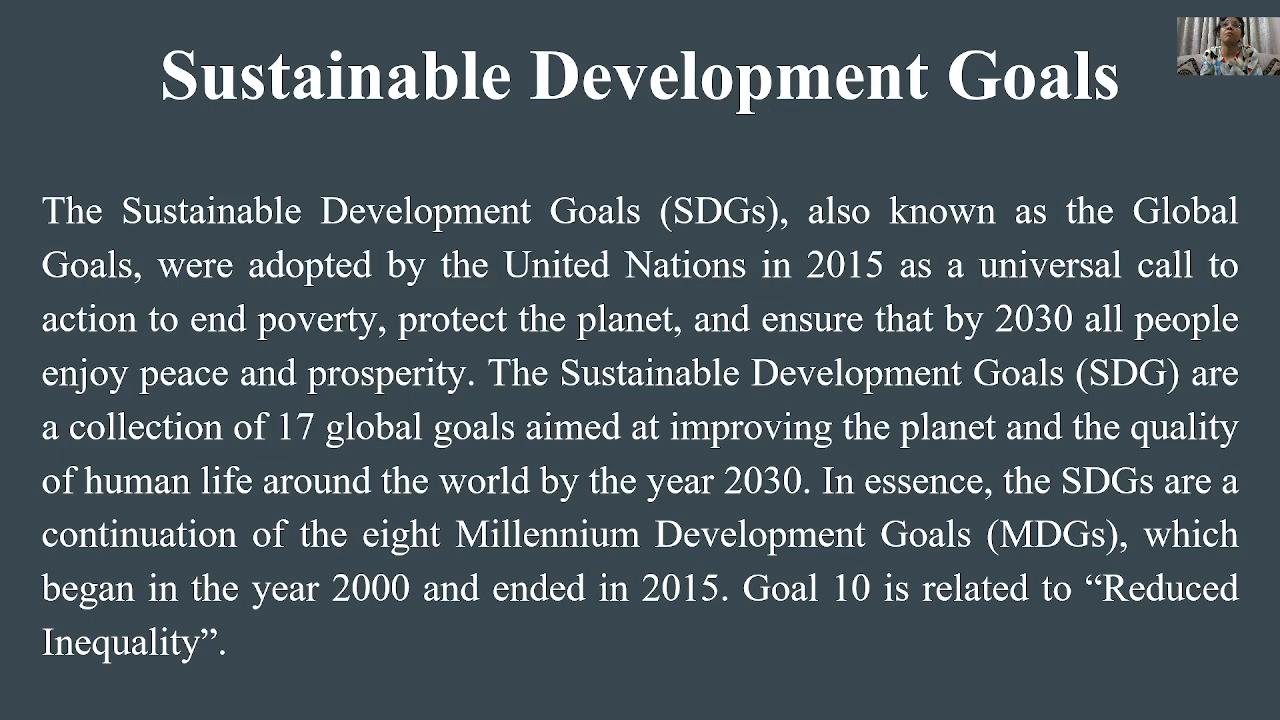 Sustainable Development Goals
The Sustainable Development Goals (SDGs), also known as the Global
Goals, were adopted by the United Nations in 2015 as a universal call to
action to end poverty, protect the planet, and ensure that by 2030 all people
enjoy peace and prosperity. The Sustainable Development Goals (SDG) are
a collection of 17 global goals aimed at improving the planet and the quality
of human life around the world by the year 2030. In essence, the SDGs are a
continuation of the eight Millennium Development Goals (MDGs), which
began in the year 2000 and ended in 2015. Goal 10 is related to “Reduced
Inequality”.